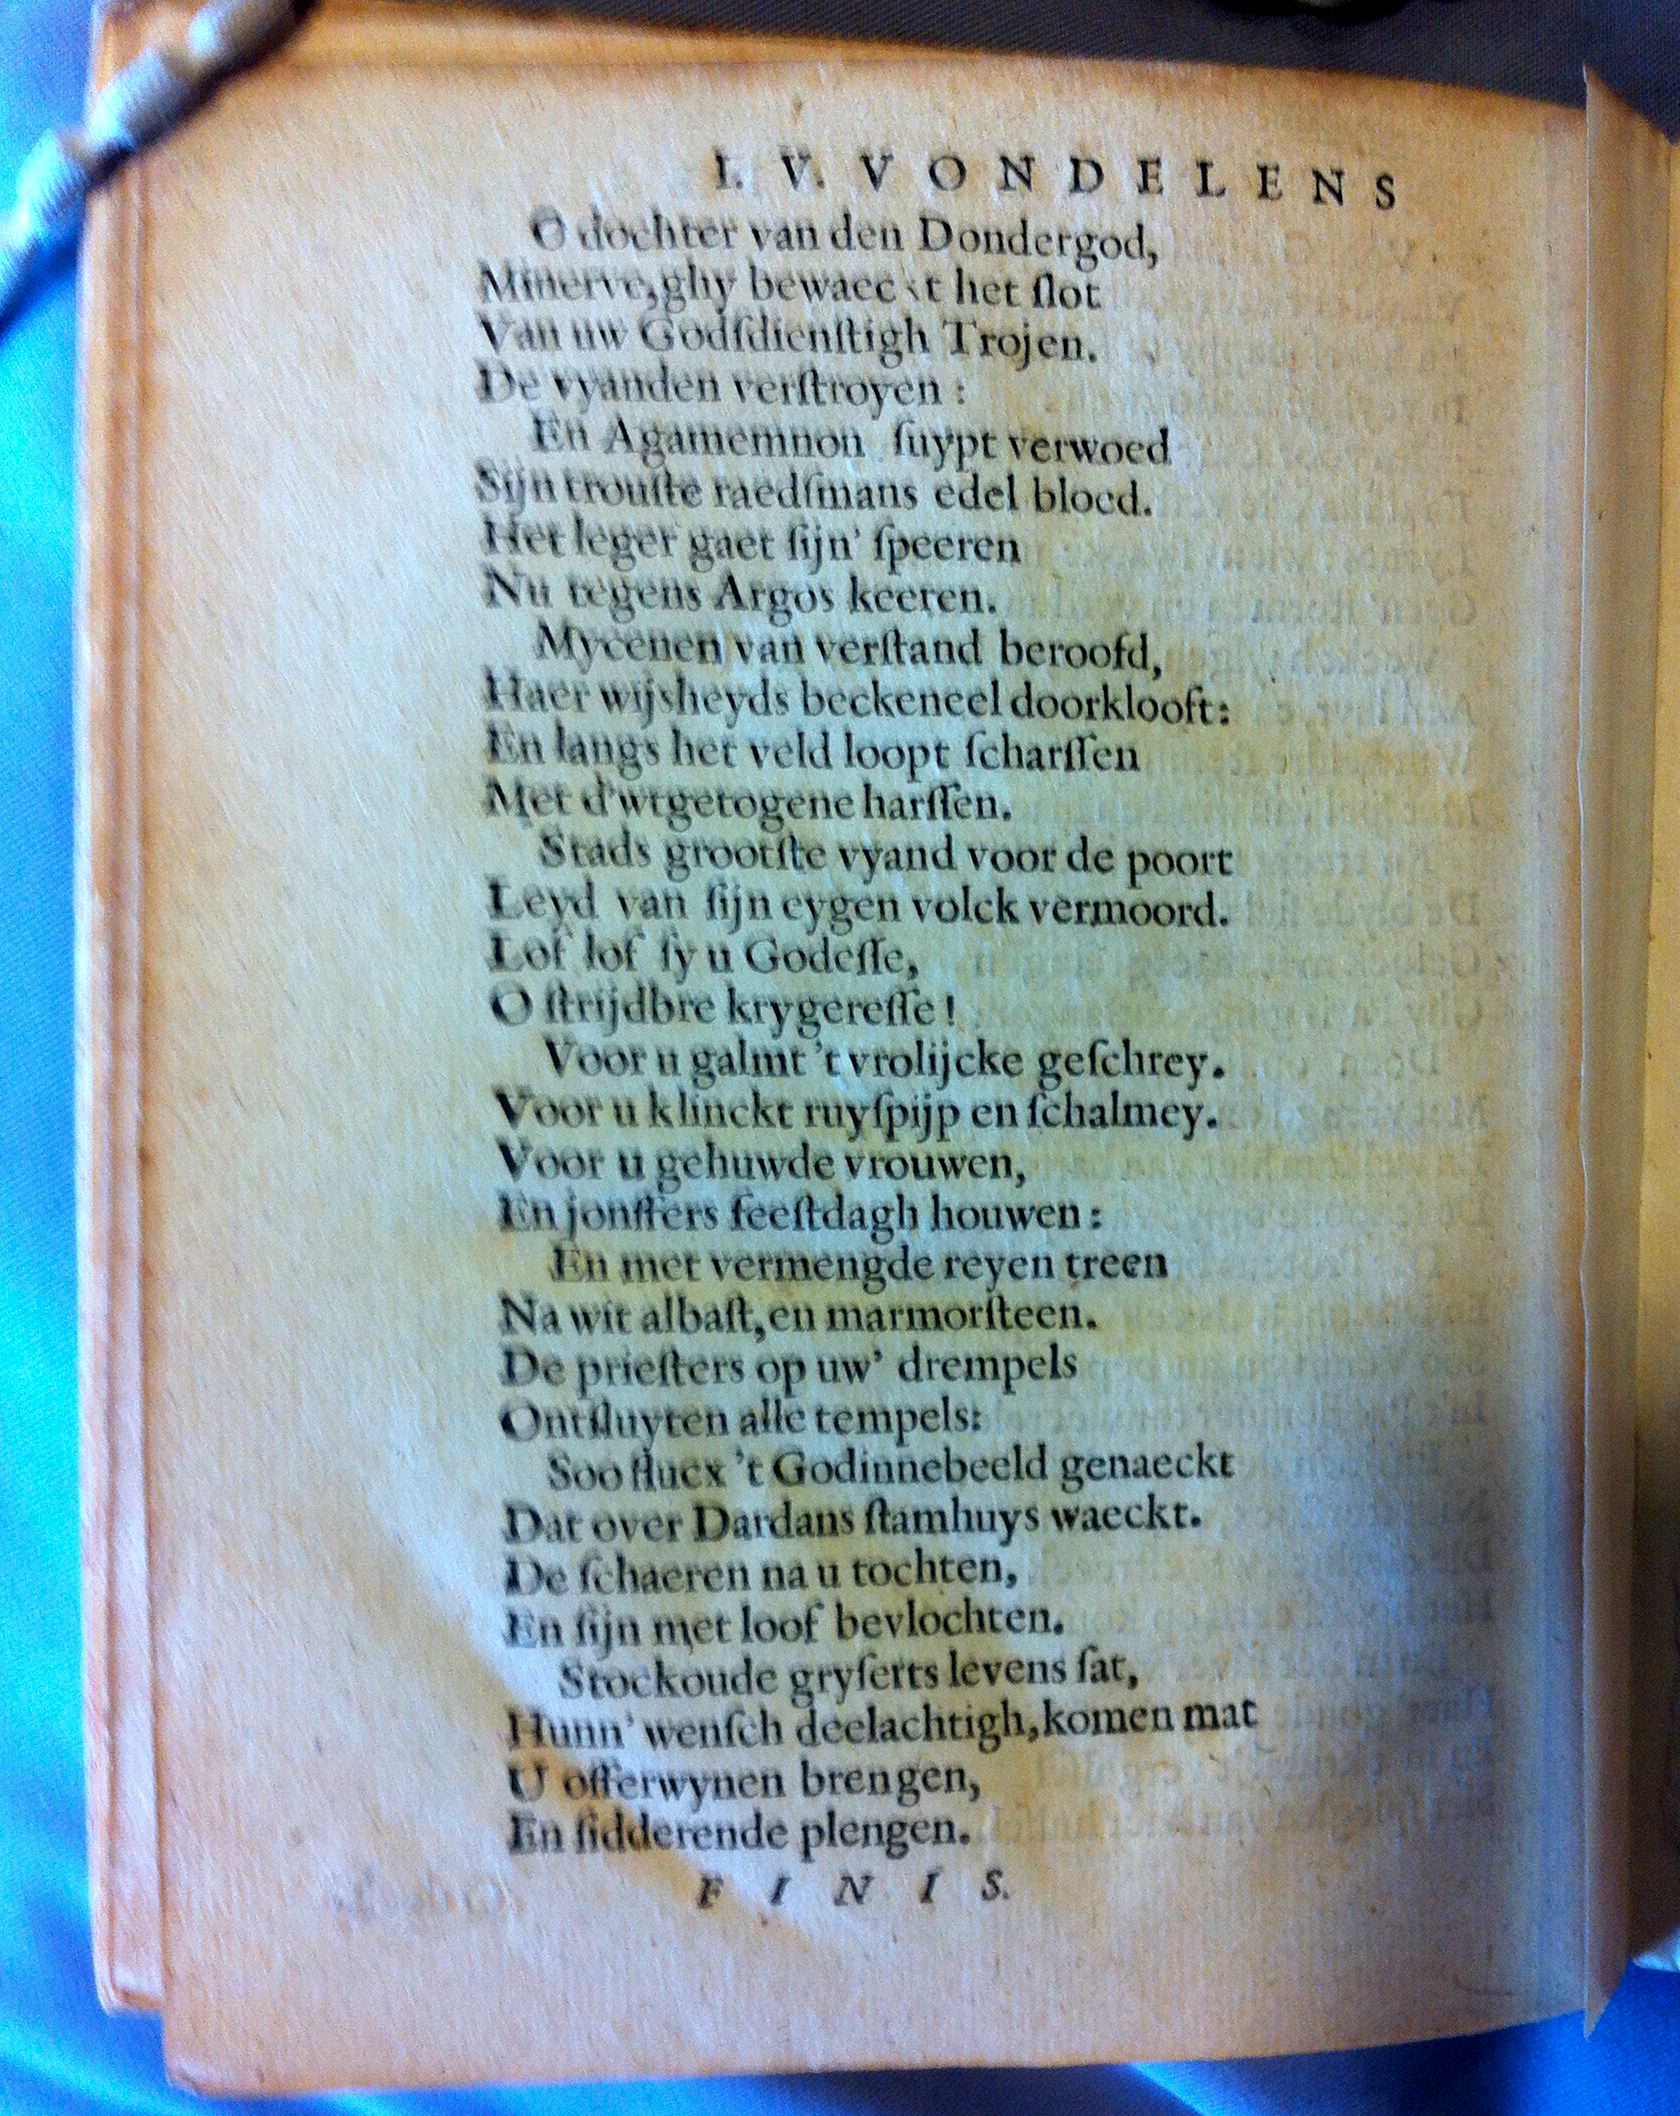 I. V. VONDELENS
O dochter van den Dondergod,
Minerve, ghy bewaeckt het ſlot
Van uw Godſdienſtigh Trojen.
De vyanden verſtroyen :
En Agamemnon ſuypt verwoed
Sijn trouſte raedſmans edel bloed.
Het leger gaet ſijn' ſpeeren
Nu tegens Argos keeren.
Mycenen van verſtand beroofd,
Haer wijsheyds beckeneel doorklooft:
En langs het veld loopt ſcharſſen
Met d'wtgetogene harſſen.
Stads grootſte vyand voor de poort
Leyd van ſijn eygen volck vermoord.
Lof lof ſy u Godeſſe,
O ſtrijdbre krygereſſe !
Voor u galmt 't vrolijcke geſchrey.
Voor u klinckt ruyſpijp en ſchalmey.
Voor u gehuwde vrouwen,
En jonſters feeſtdagh houwen :
En met vermengde reyen treen
Na wit albaſt, en marmorſteen.
De prieſters op uw' drempels
Ontſluyten alle tempels:
Soo fluex 't Godinnebeeld genaeckt
Dat over Dardans ſtamhuys waeckt.
De ſchaeren na u tochten,
En ſijn met loof bevlochten.
Stockoude gryſerts levens ſat,
Hunn' wenſch deelachtigh, komen mat
U offerwynen brengen,
En ſidderende plengen.
FINIS.